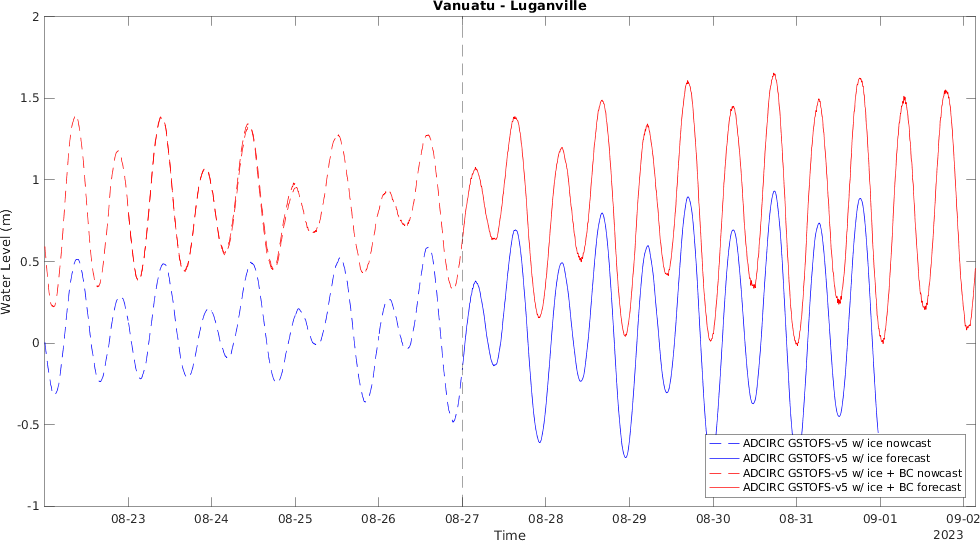 Vanuatu - Luganville
Water Level (m)
2
1.5
1
0.5
0
-0.5
-1
ADCIRC GSTOFS-v5 w/ ice nowcast
ADCIRC GSTOFS-v5 w/ ice forecast
ADCIRC GSTOFS-v5 w/ ice + BC nowcast
ADCIRC GSTOFS-v5 w/ ice + BC forecast
08-23 08-24 08-25 08-26 08-27 08-28 08-29 08-30 08-31 09-01 09-02
Time
2023